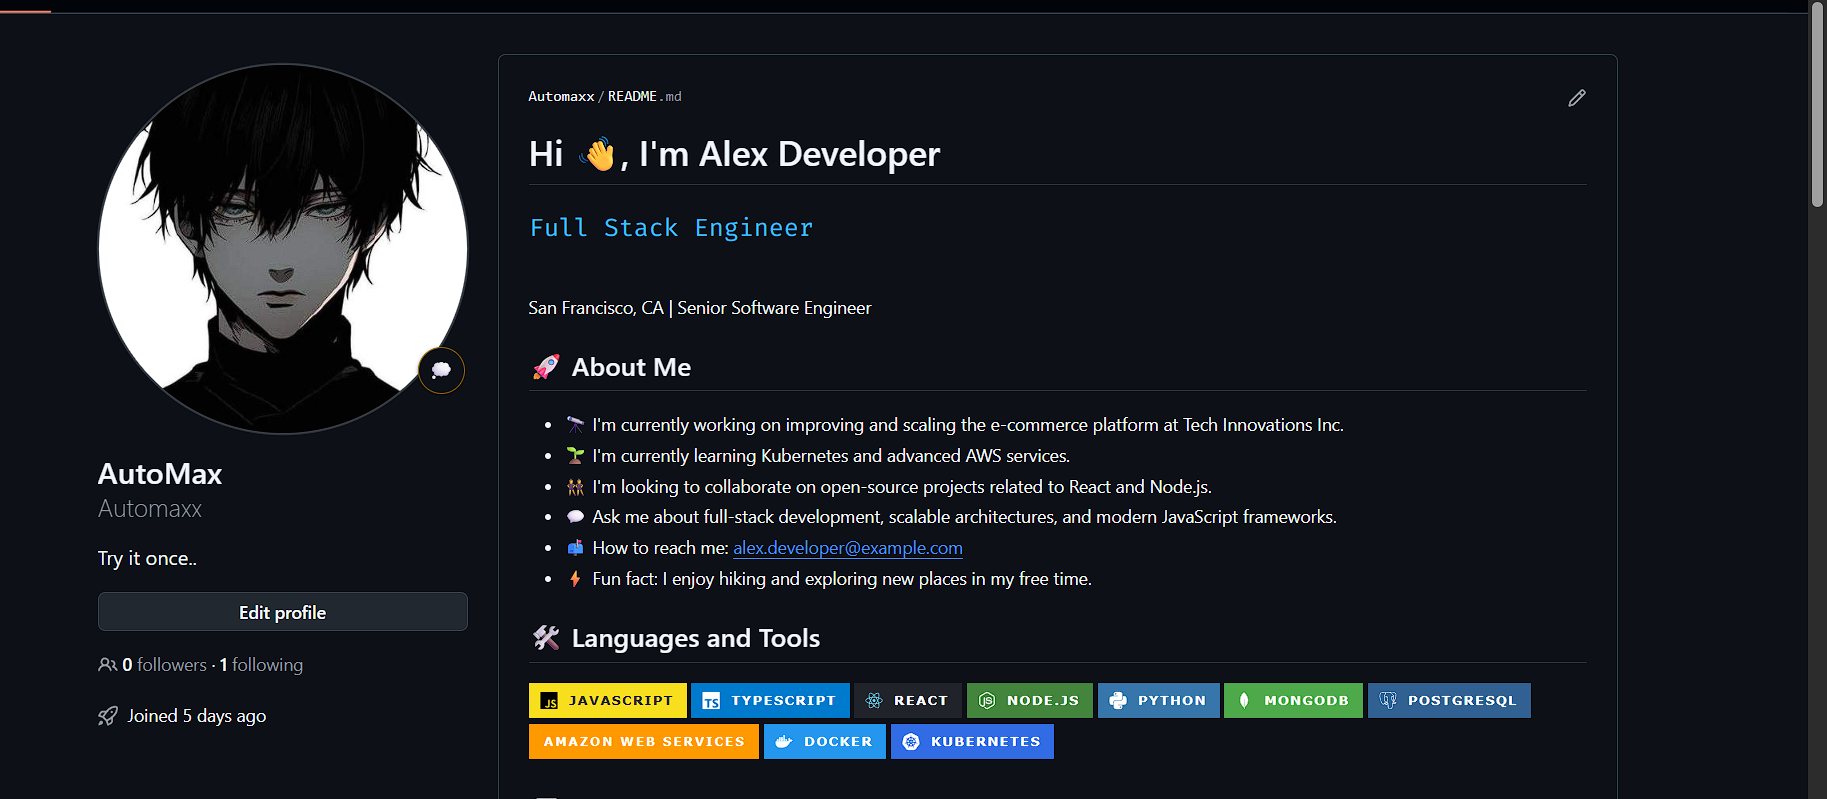 Automaxx/README.md
Hi 👋, I'm Alex Developer
Full Stack Engineer
San Francisco, CA | Senior Software Engineer
🚀 About Me
🔭 I'm currently working on improving and scaling the e-commerce platform at Tech Innovations Inc.
🌱 I'm currently learning Kubernetes and advanced AWS services.
👯 I'm looking to collaborate on open-source projects related to React and Node.js.
💬 Ask me about full-stack development, scalable architectures, and modern JavaScript frameworks.
📫 How to reach me: alex.developer@example.com
⚡ Fun fact: I enjoy hiking and exploring new places in my free time.
🛠️ Languages and Tools
JS JAVASCRIPT TS TYPESCRIPT REACT NODE.JS PYTHON MONGODB POSTGRESQL
AMAZON WEB SERVICES DOCKER KUBERNETES
AutoMax
Automaxx
Try it once..
Edit profile
0 followers · 1 following
Joined 5 days ago